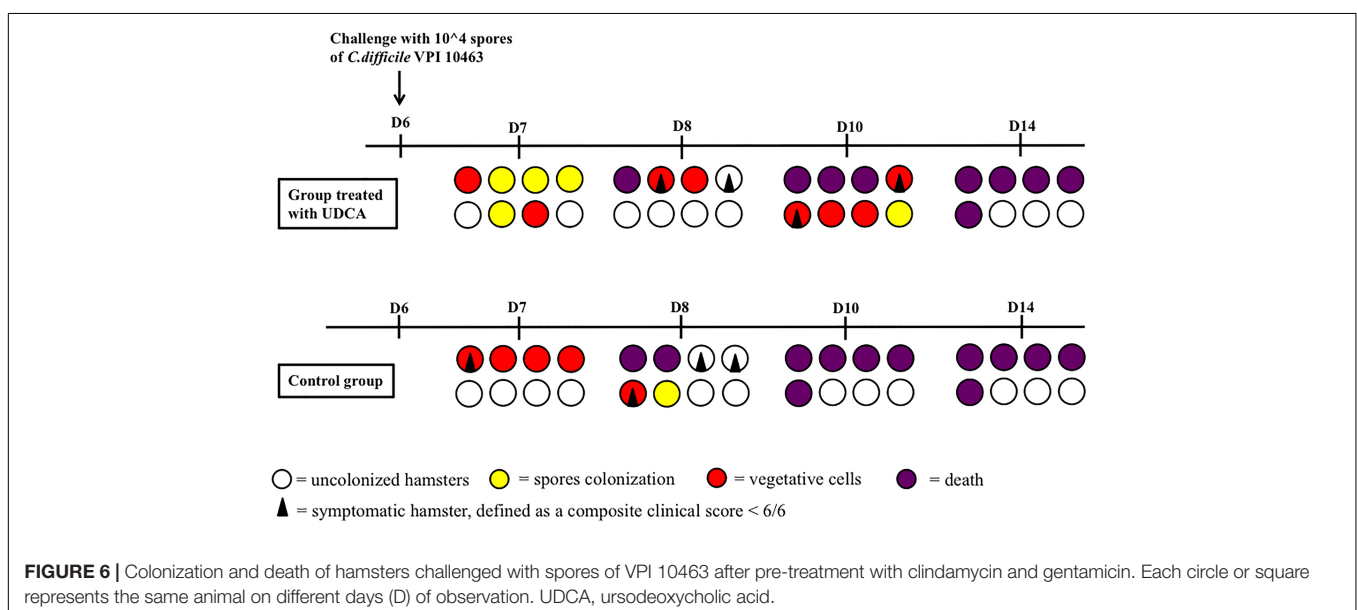 Challenge with 10^4 spores
of C.difficile VPI 10463
D6
D7
D8
D10
D14
Group treated
with UDCA
D6
D7
D8
D10
D14
Control group
= uncolonized hamsters
= spores colonization
= vegetative cells
= death
= symptomatic hamster, defined as a composite clinical score < 6/6
FIGURE 6 | Colonization and death of hamsters challenged with spores of VPI 10463 after pre-treatment with clindamycin and gentamicin. Each circle or square
represents the same animal on different days (D) of observation. UDCA, ursodeoxycholic acid.